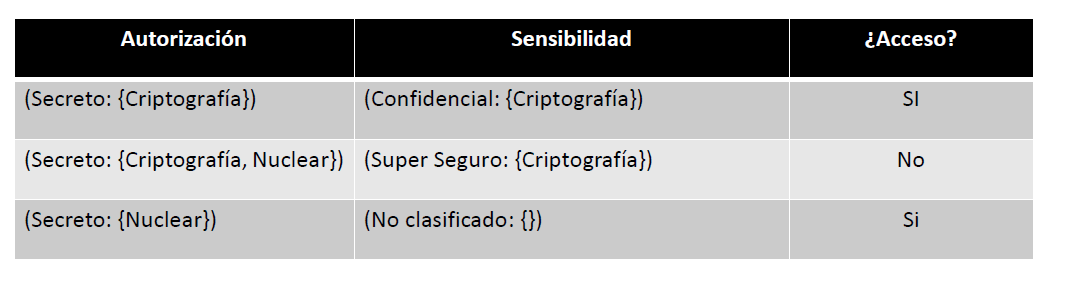 Autorización Sensibilidad ¿Acceso?
(Secreto: {Criptografía}) (Confidencial: {Criptografía}) SI
(Secreto: {Criptografía, Nuclear}) (Super Seguro: {Criptografía}) No
(Secreto: {Nuclear}) (No clasificado: {}) Si